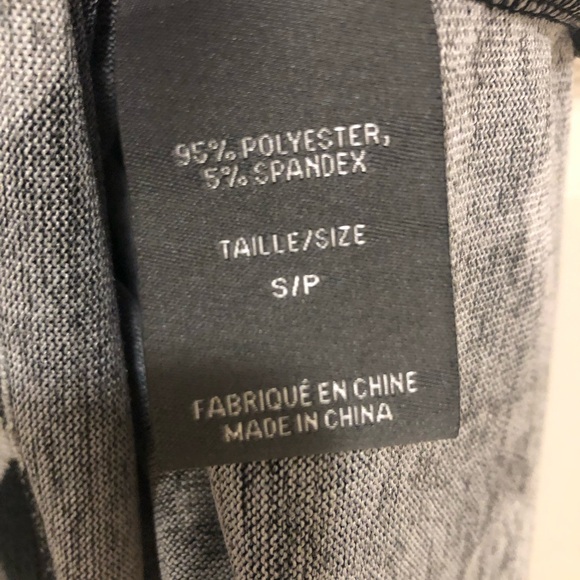 95% POLYESTER,
5% SPANDEX
TAILLE/SIZE
S/P
FABRIQUÉ EN CHINE
MADE IN CHINA